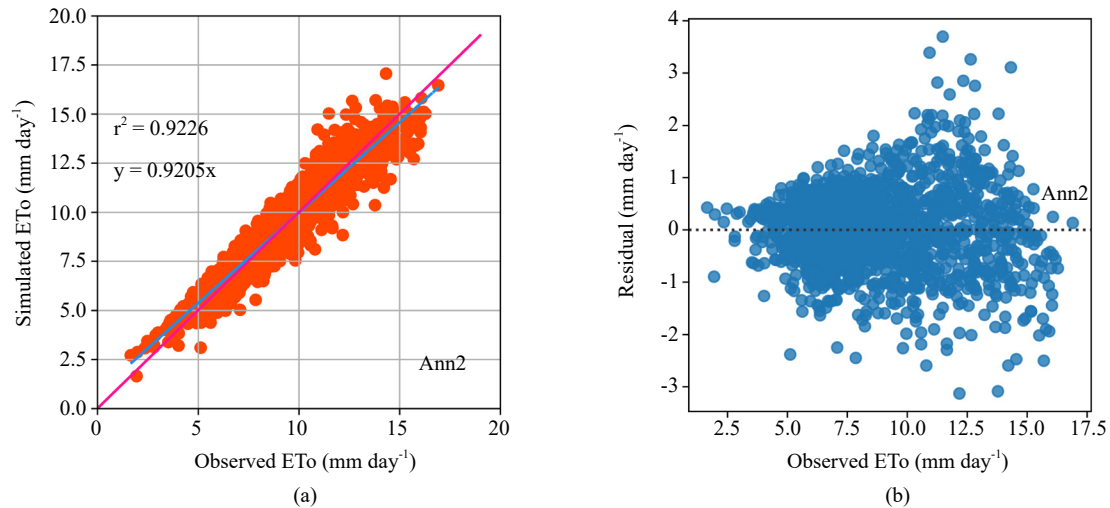 20.0
17.5
15.0
12.5
10.0
7.5
5.0
2.5
0.0
Simulated ETo (mm day⁻¹)
r² = 0.9226
y = 0.9205x
Ann2
0
5
10
15
20
Observed ETo (mm day⁻¹)
(a)
4
3
2
1
0
-1
-2
-3
Residual (mm day⁻¹)
Ann2
2.5
5.0
7.5
10.0
12.5
15.0
17.5
Observed ETo (mm day⁻¹)
(b)